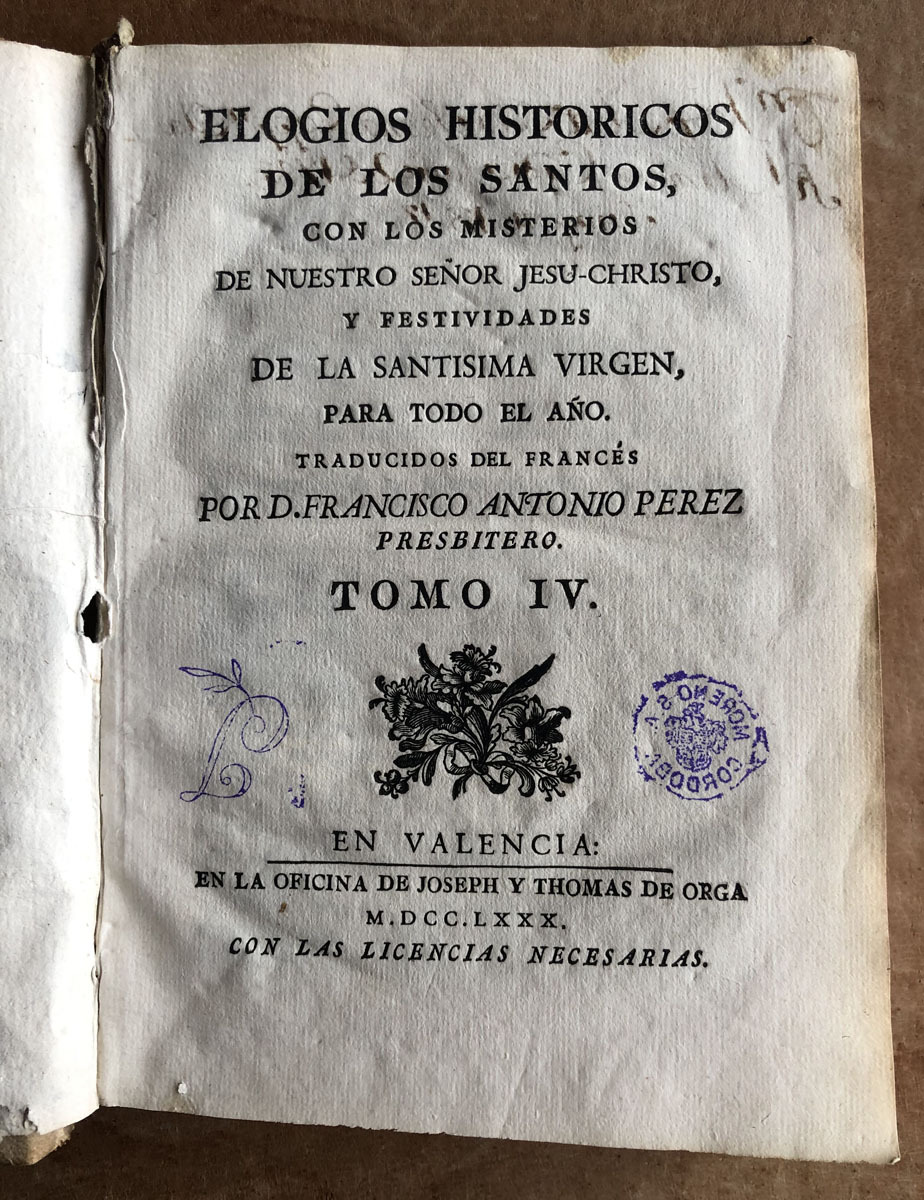 ELOGIOS HISTORICOS
DE LOS SANTOS,
CON LOS MISTERIOS
DE NUESTRO SEÑOR JESU-CHRISTO,
Y FESTIVIDADES
DE LA SANTISIMA VIRGEN,
PARA TODO EL AÑO.
TRADUCIDOS DEL FRANCÉS
POR D. FRANCISCO ANTONIO PEREZ
PRESBITERO.
TOMO IV.
MORENO S.
CORDOB
EN VALENCIA:
EN LA OFICINA DE JOSEPH Y THOMAS DE ORGA
M.DCC.LXXX.
CON LAS LICENCIAS NECESARIAS.